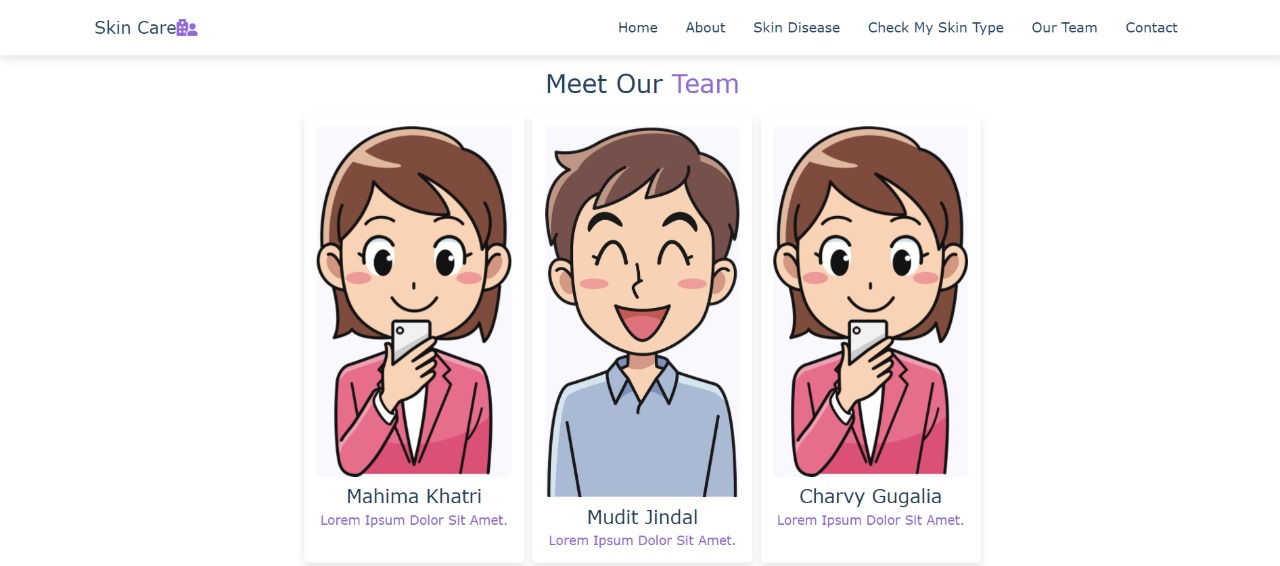 Skin Care
Home About Skin Disease Check My Skin Type Our Team Contact
Meet Our Team
Mahima Khatri
Lorem Ipsum Dolor Sit Amet.
Mudit Jindal
Lorem Ipsum Dolor Sit Amet.
Charvy Gugalia
Lorem Ipsum Dolor Sit Amet.